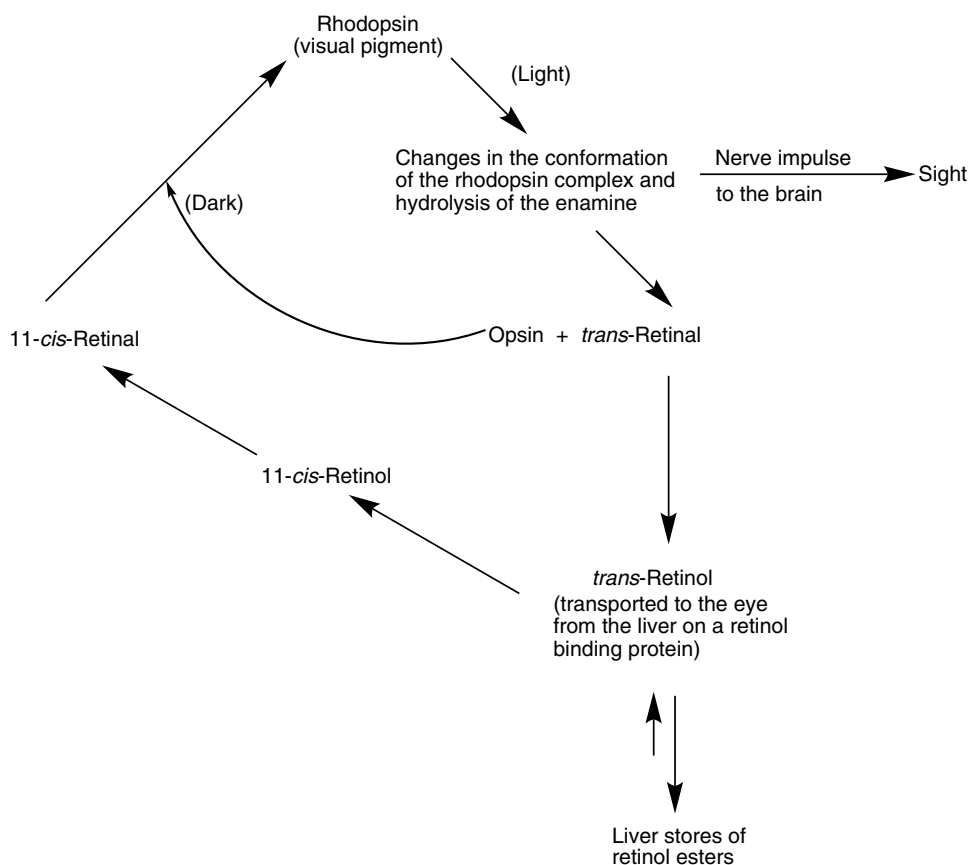 Rhodopsin
(visual pigment)
(Light)
Changes in the conformation
of the rhodopsin complex and
hydrolysis of the enamine
Nerve impulse
to the brain
Sight
(Dark)
11-cis-Retinal
Opsin + trans-Retinal
11-cis-Retinol
trans-Retinol
(transported to the eye
from the liver on a retinol
binding protein)
Liver stores of
retinol esters